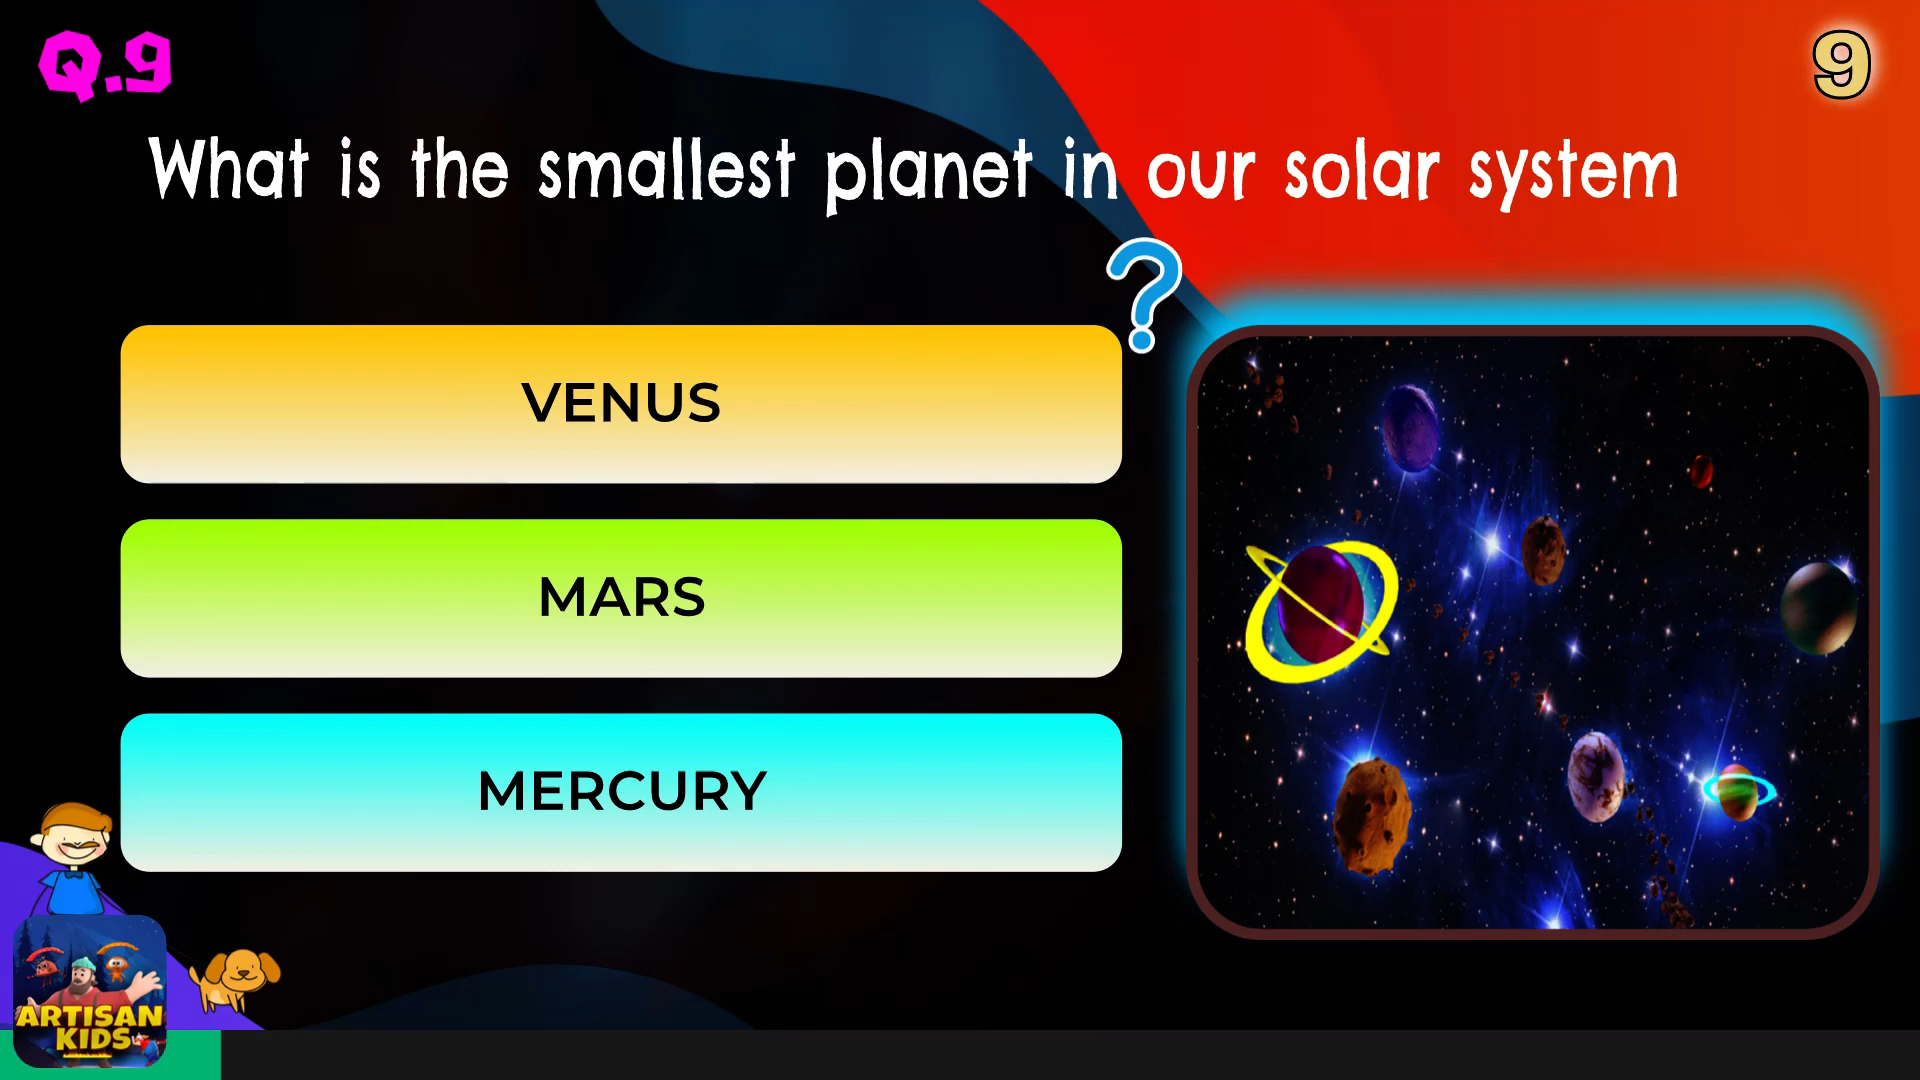 Q.9
9
What is the smallest planet in our solar system
?
VENUS
MARS
MERCURY
ARTISAN
KIDS